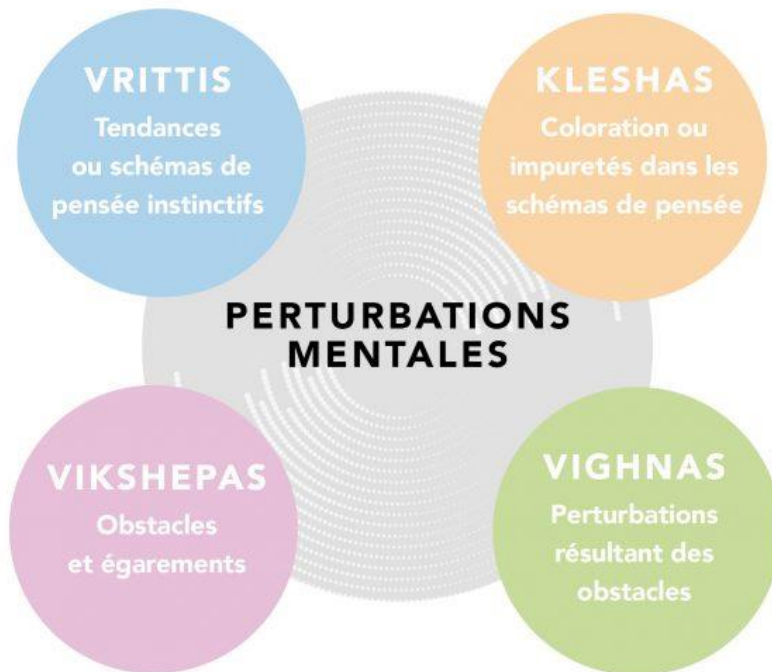 VRITTIS
Tendances
ou schémas de
pensée instinctifs
KLESHAS
Coloration ou
impuretés dans les
schémas de pensée
PERTURBATIONS
MENTALES
VIKSHEPAS
Obstacles
et égarements
VIGHNAS
Perturbations
résultant des
obstacles